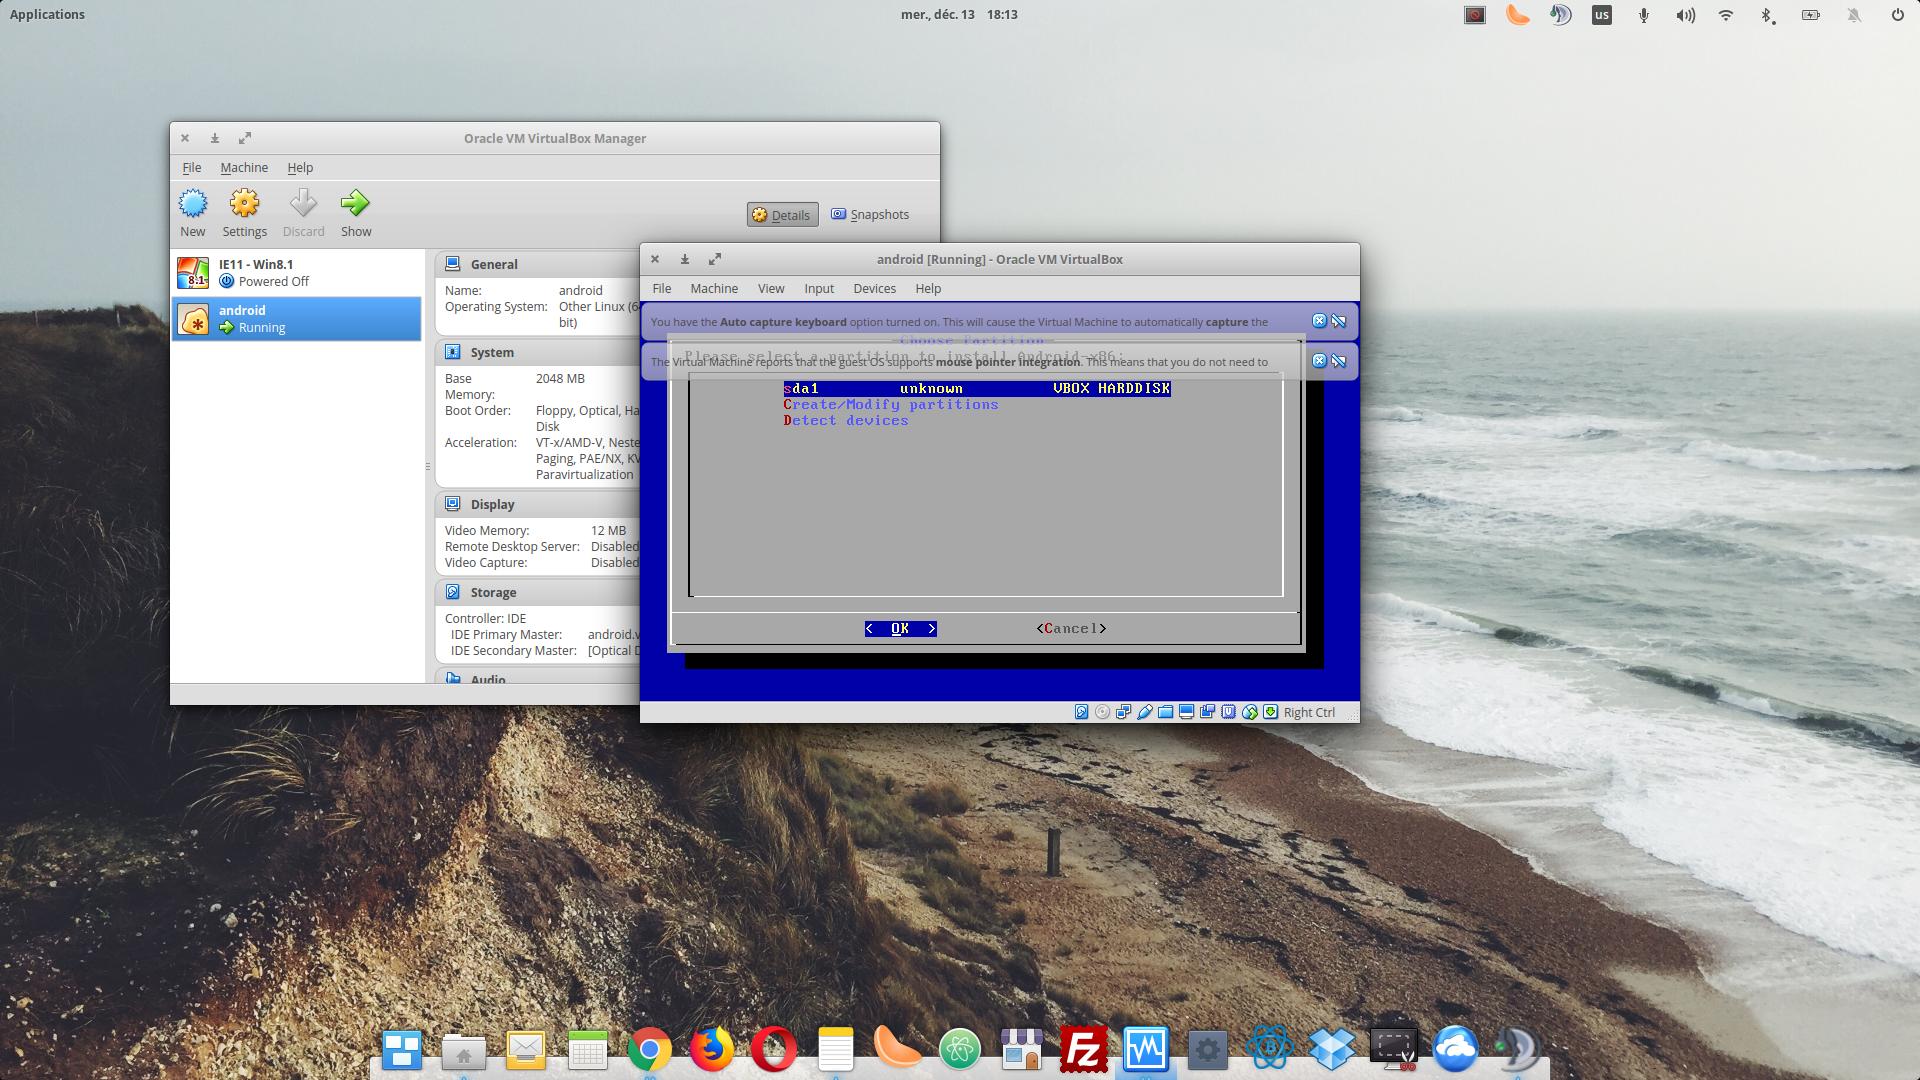 Applications
mer., déc. 13 18:13
us
Oracle VM VirtualBox Manager
File Machine Help
New Settings Discard Show
Details Snapshots
IE11 - Win8.1
Powered Off
8.1
android
Running
General
Name: android
Operating System: Other Linux (6
bit)
System
Base Memory: 2048 MB
Boot Order: Floppy, Optical, Ha
Disk
Acceleration: VT-x/AMD-V, Neste
Paging, PAE/NX, KV
Paravirtualization
Display
Video Memory: 12 MB
Remote Desktop Server: Disabled
Video Capture: Disabled
Storage
Controller: IDE
IDE Primary Master: android.v
IDE Secondary Master: [Optical D
Audio
android [Running] - Oracle VM VirtualBox
File Machine View Input Devices Help
You have the Auto capture keyboard option turned on. This will cause the Virtual Machine to automatically capture the
Choose Partition
Please select a partition to install Android-x86:
The Virtual Machine reports that the guest OS supports mouse pointer integration. This means that you do not need to
sda1 unknown VBOX HARDDISK
Create/Modify partitions
Detect devices
< OK > <Cancel>
Right Ctrl
Fz